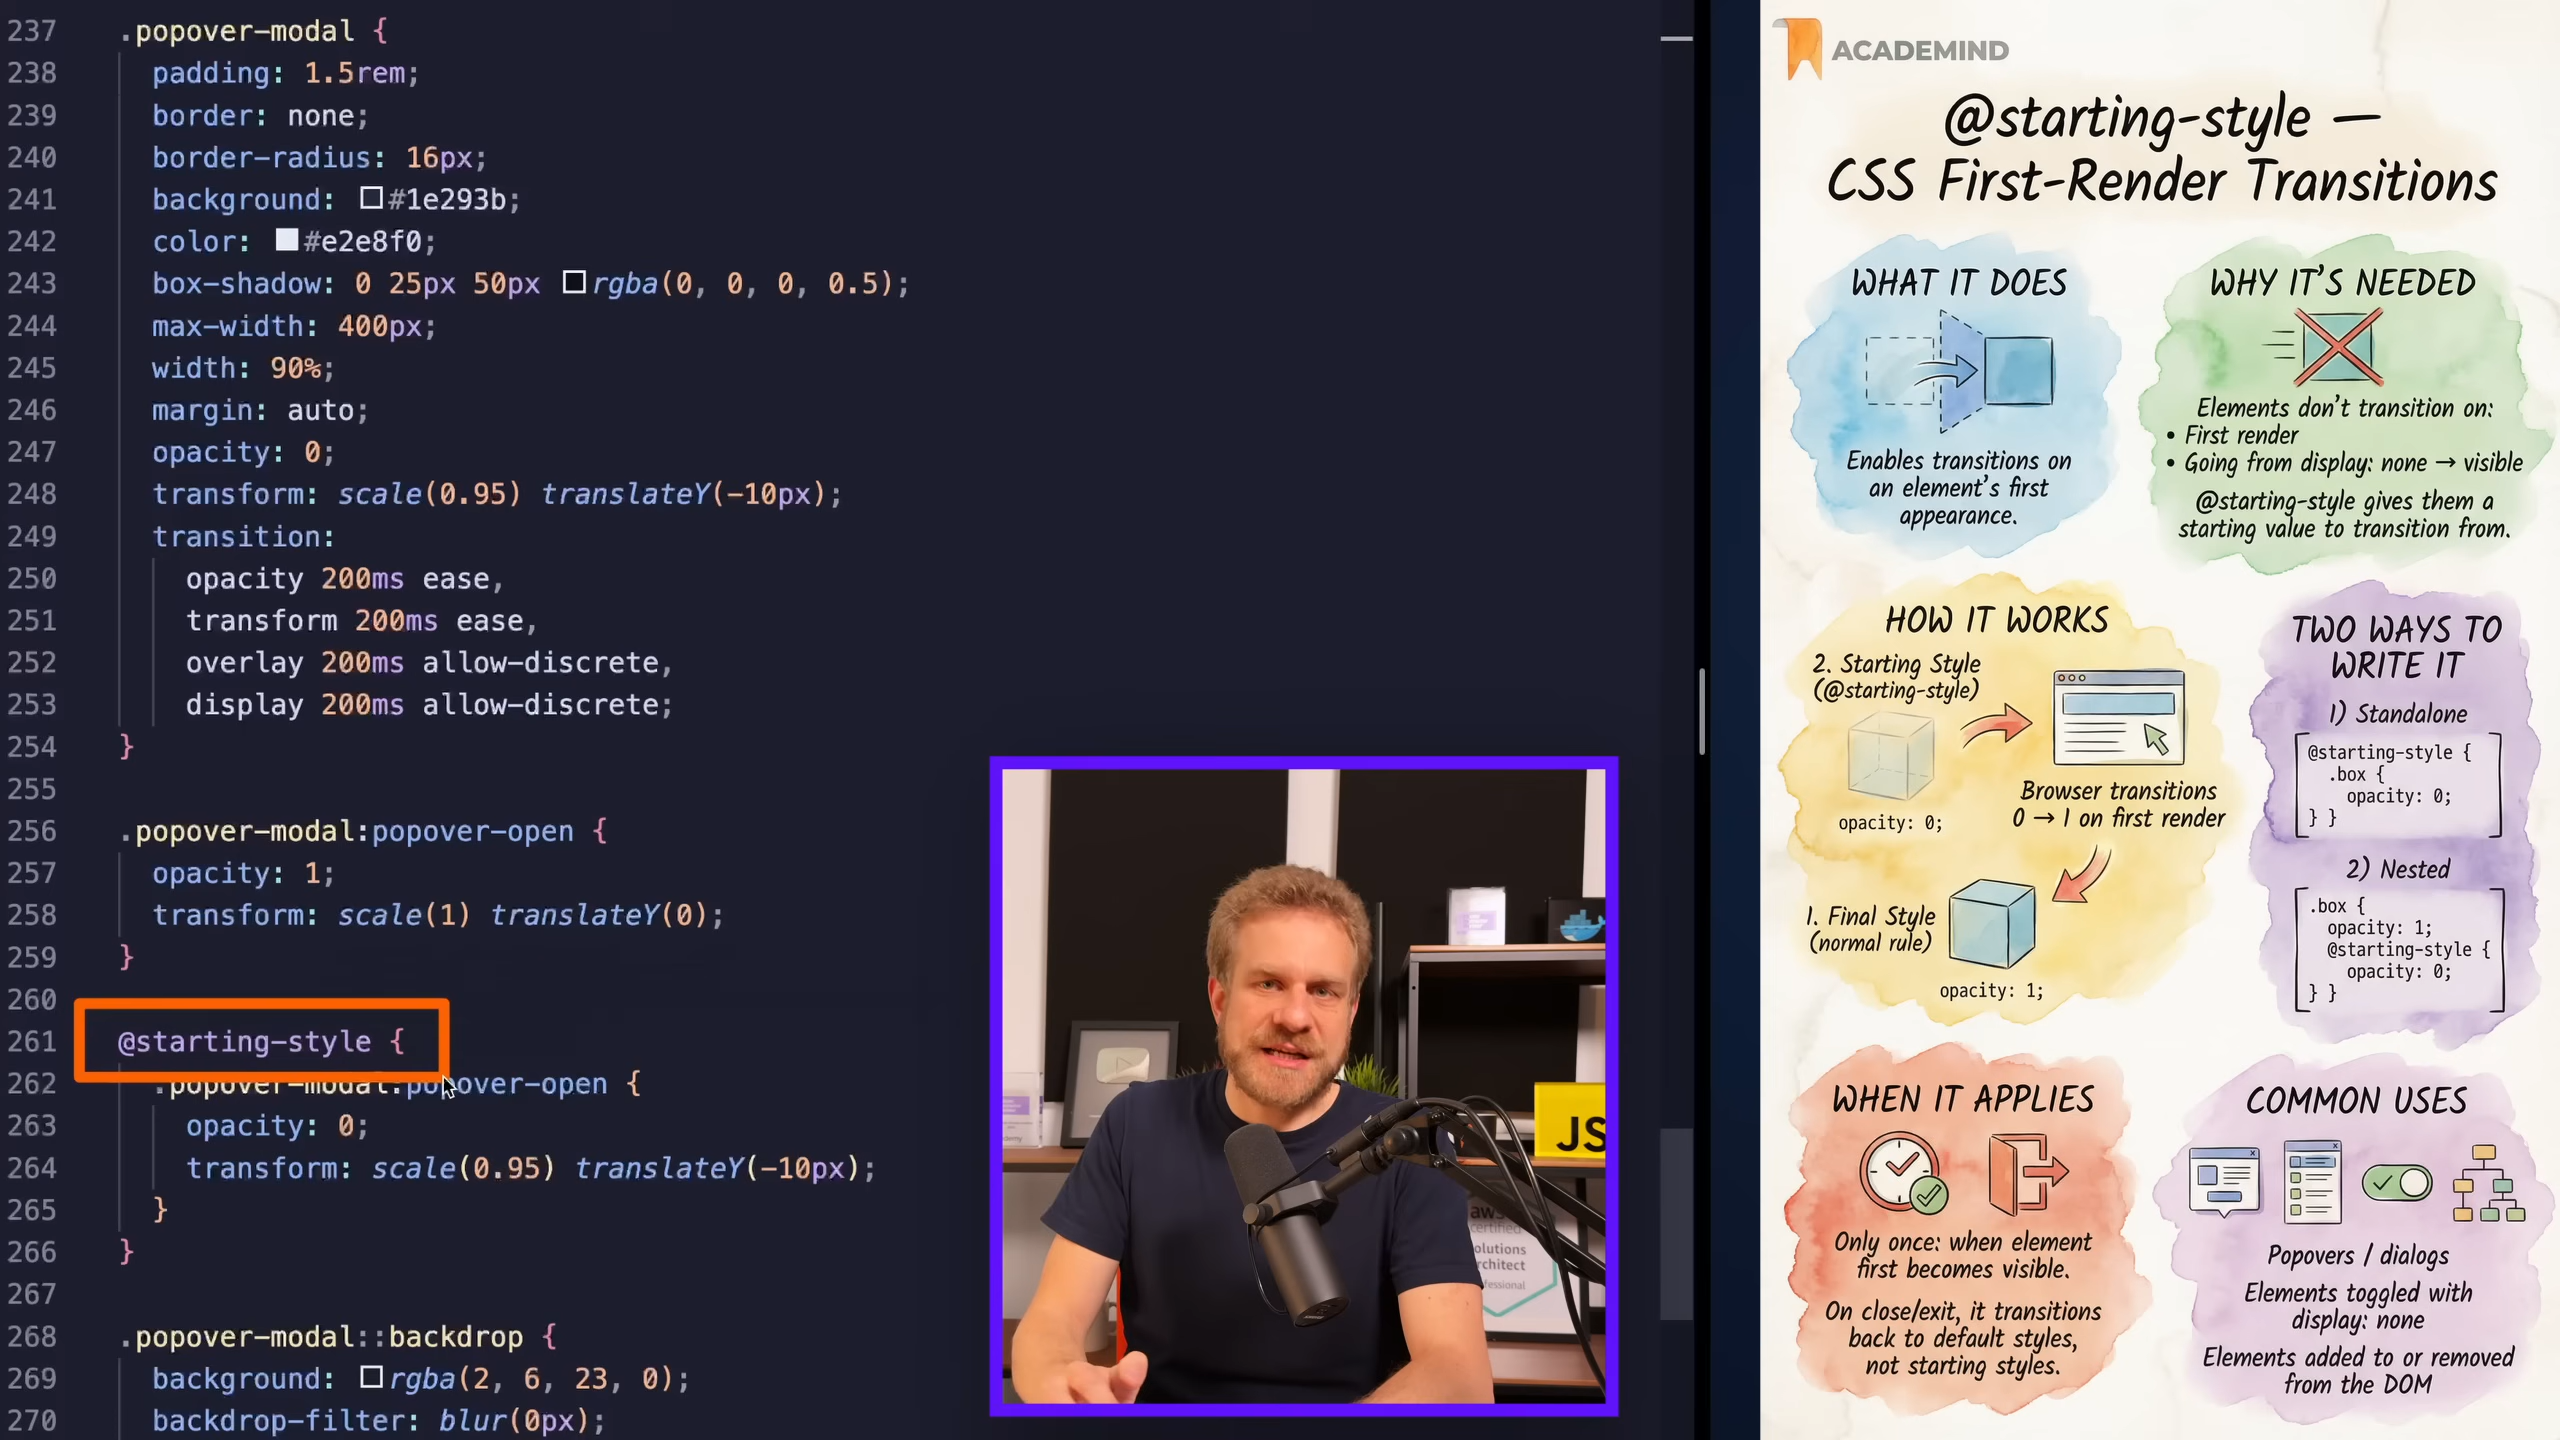 237 .popover-modal {
238 padding: 1.5rem;
239 border: none;
240 border-radius: 16px;
241 background: #1e293b;
242 color: #e2e8f0;
243 box-shadow: 0 25px 50px rgba(0, 0, 0, 0.5);
244 max-width: 400px;
245 width: 90%;
246 margin: auto;
247 opacity: 0;
248 transform: scale(0.95) translateY(-10px);
249 transition:
250 opacity 200ms ease,
251 transform 200ms ease,
252 overlay 200ms allow-discrete,
253 display 200ms allow-discrete;
254 }
255
256 .popover-modal:popover-open {
257 opacity: 1;
258 transform: scale(1) translateY(0);
259 }
260
261 @starting-style {
262 .popover-modal:popover-open {
263 opacity: 0;
264 transform: scale(0.95) translateY(-10px);
265 }
266 }
267
268 .popover-modal::backdrop {
269 background: rgba(2, 6, 23, 0);
270 backdrop-filter: blur(0px);
JS
aws
certified
olutions
rchitect
fessional
ACADEMIND
@starting-style —
CSS First-Render Transitions
WHAT IT DOES
Enables transitions on
an element's first
appearance.
WHY IT'S NEEDED
Elements don't transition on:
• First render
• Going from display: none → visible
@starting-style gives them a
starting value to transition from.
HOW IT WORKS
2. Starting Style
(@starting-style)
opacity: 0;
Browser transitions
0 → 1 on first render
1. Final Style
(normal rule)
opacity: 1;
TWO WAYS TO
WRITE IT
1) Standalone
@starting-style {
.box {
opacity: 0;
} }
2) Nested
.box {
opacity: 1;
@starting-style {
opacity: 0;
} }
WHEN IT APPLIES
Only once: when element
first becomes visible.
On close/exit, it transitions
back to default styles,
not starting styles.
COMMON USES
Popovers / dialogs
Elements toggled with
display: none
Elements added to or removed
from the DOM